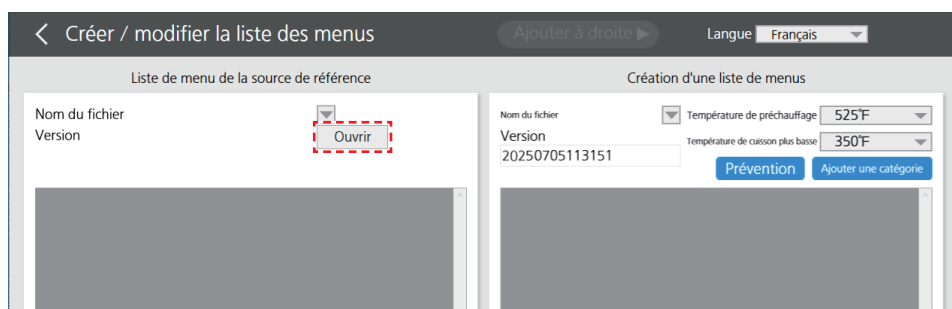 Créer / modifier la liste des menus
Ajouter à droite ▶
Langue Français
Liste de menu de la source de référence
Nom du fichier
Version
Ouvrir
Création d'une liste de menus
Nom du fichier
Température de préchauffage 525°F
Version
Température de cuisson plus basse 350°F
20250705113151
Prévention
Ajouter une catégorie